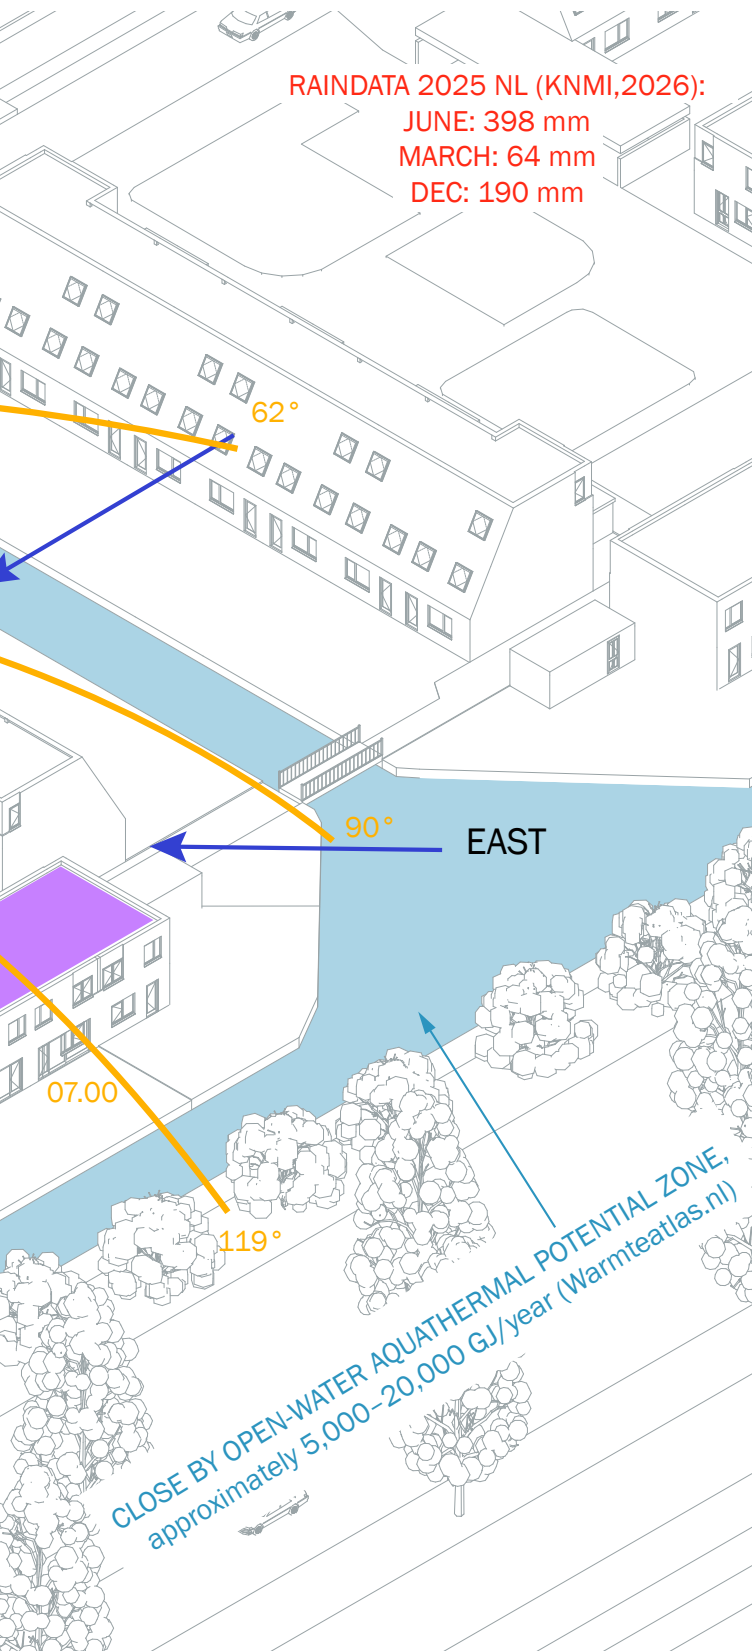 RAINDATA 2025 NL (KNMI,2026):
JUNE: 398 mm
MARCH: 64 mm
DEC: 190 mm
62°
90°
EAST
07.00
119°
CLOSE BY OPEN-WATER AQUATHERMAL POTENTIAL ZONE,
approximately 5,000–20,000 GJ/year (Warmteatlas.nl)